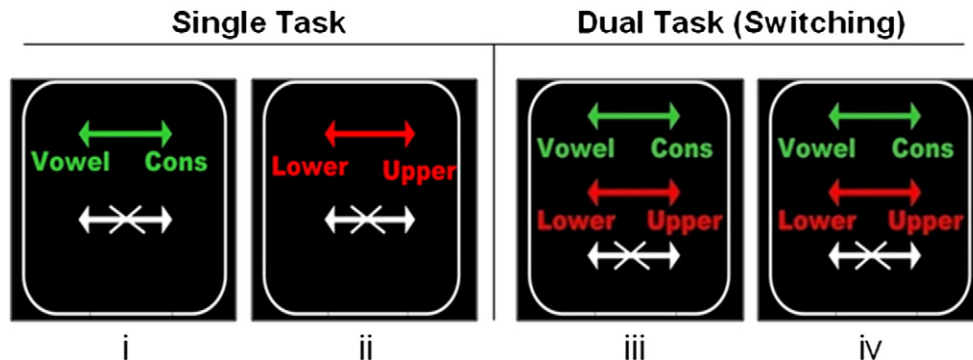 Single Task
Dual Task (Switching)
Vowel Cons
Lower Upper
Vowel Cons
Lower Upper
Vowel Cons
Lower Upper
i
ii
iii
iv